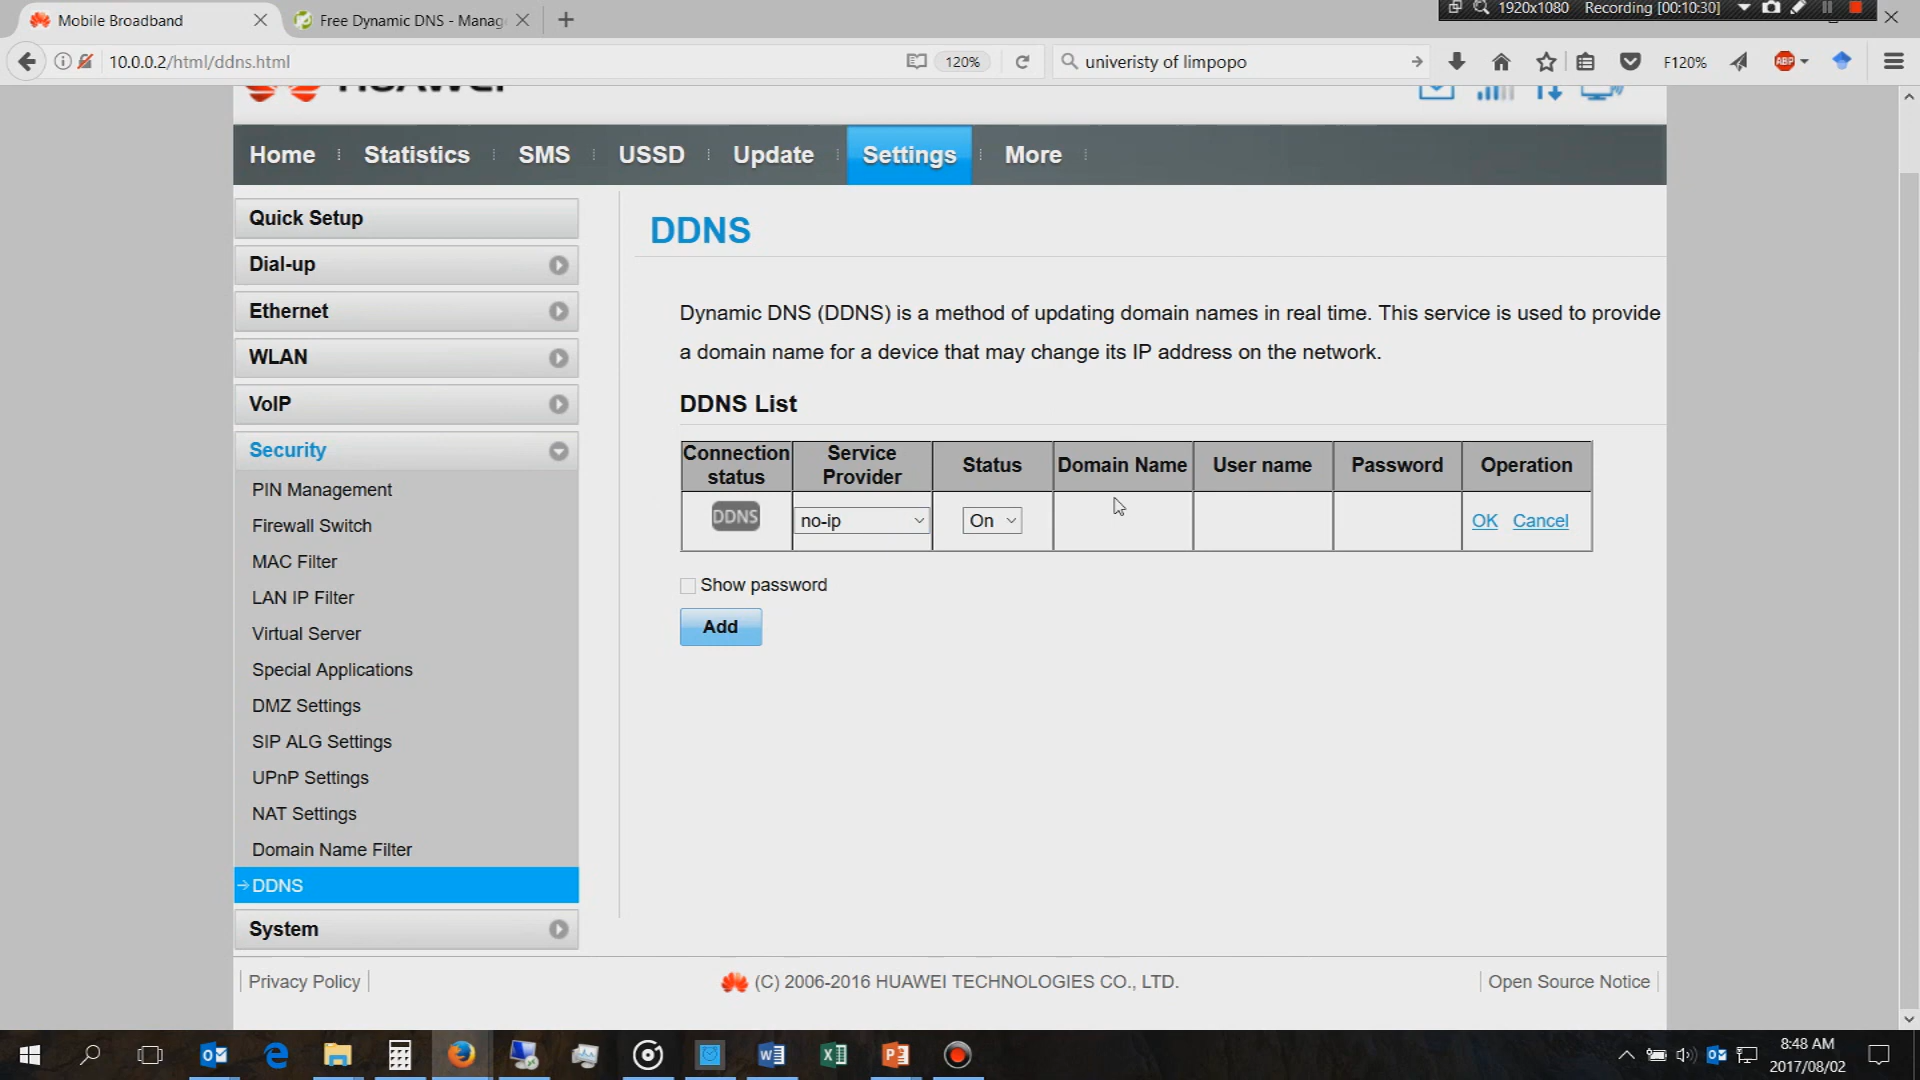 Mobile Broadband
Free Dynamic DNS - Manag
1920x1080 Recording [00:10:30]
10.0.0.2/html/ddns.html
120%
univeristy of limpopo
F120%
ABP
HUAWEI
Home
Statistics
SMS
USSD
Update
Settings
More
Quick Setup
Dial-up
Ethernet
WLAN
VoIP
Security
PIN Management
Firewall Switch
MAC Filter
LAN IP Filter
Virtual Server
Special Applications
DMZ Settings
SIP ALG Settings
UPnP Settings
NAT Settings
Domain Name Filter
DDNS
System
DDNS
Dynamic DNS (DDNS) is a method of updating domain names in real time. This service is used to provide
a domain name for a device that may change its IP address on the network.
DDNS List
Connection status
Service Provider
Status
Domain Name
User name
Password
Operation
DDNS
no-ip
On
OK Cancel
Show password
Add
Privacy Policy
(C) 2006-2016 HUAWEI TECHNOLOGIES CO., LTD.
Open Source Notice
8:48 AM
2017/08/02